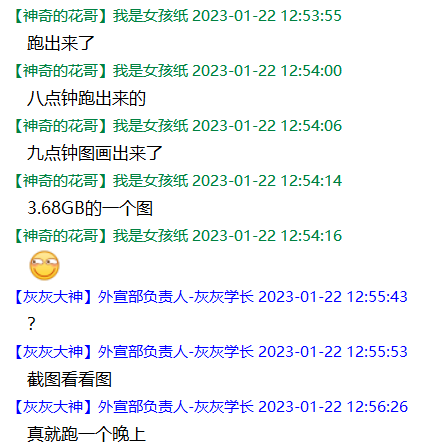 【神奇的花哥】我是女孩纸 2023-01-22 12:53:55
跑出来了
【神奇的花哥】我是女孩纸 2023-01-22 12:54:00
八点钟跑出来的
【神奇的花哥】我是女孩纸 2023-01-22 12:54:06
九点钟图画出来了
【神奇的花哥】我是女孩纸 2023-01-22 12:54:14
3.68GB的一个图
【神奇的花哥】我是女孩纸 2023-01-22 12:54:16
【灰灰大神】外宣部负责人-灰灰学长 2023-01-22 12:55:43
?
【灰灰大神】外宣部负责人-灰灰学长 2023-01-22 12:55:53
截图看看图
【灰灰大神】外宣部负责人-灰灰学长 2023-01-22 12:56:26
真就跑一个晚上